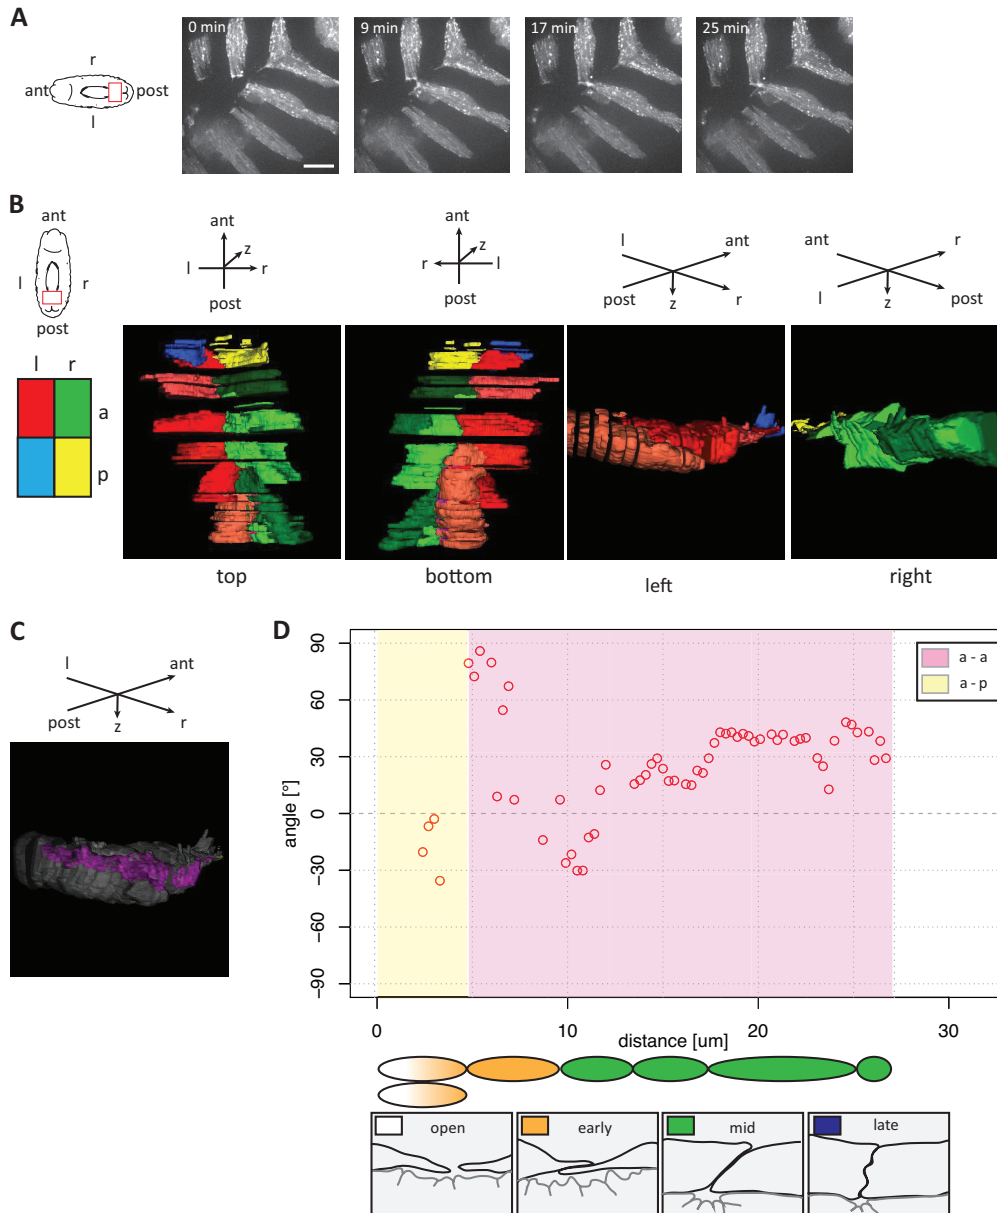 A
r
ant
post
l
0 min
9 min
17 min
25 min
B
ant
l
r
post
l
r
a
p
ant
z
l
r
post
ant
z
r
l
post
l
ant
post
z
r
ant
r
l
z
post
top
bottom
left
right
C
l
ant
post
z
r
D
a - a
a - p
angle [°]
90
60
30
0
−30
−60
−90
0
10
20
30
distance [um]
open
early
mid
late